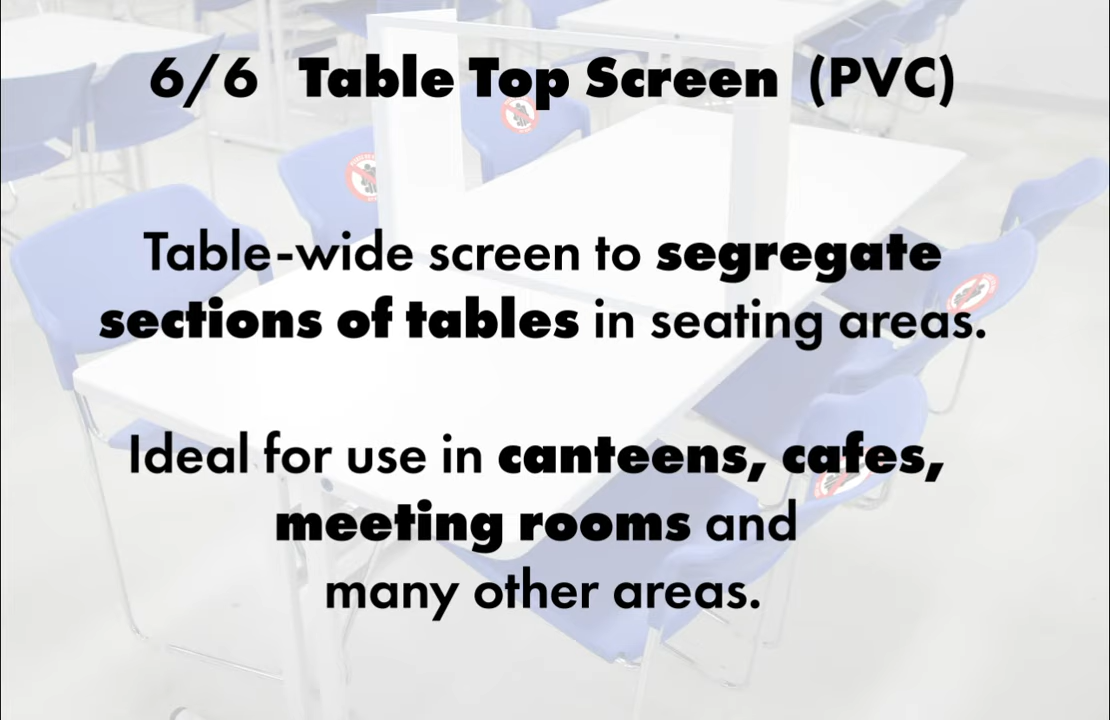 6/6 Table Top Screen (PVC)
Table-wide screen to segregate
sections of tables in seating areas.
Ideal for use in canteens, cafes,
meeting rooms and
many other areas.